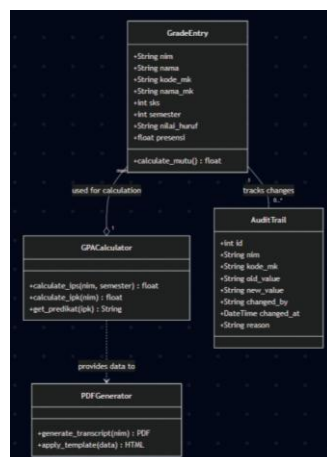 GradeEntry
+String nim
+String nama
+String kode_mk
+String nama_mk
+int sks
+int semester
+String nilai_huruf
+float presensi
+calculate_mutu() : float
used for calculation
tracks changes
1
0..*
GPACalculator
+calculate_ips(nim, semester) : float
+calculate_ipk(nim) : float
+get_predikat(ipk) : String
AuditTrail
+int id
+String nim
+String kode_mk
+String old_value
+String new_value
+String changed_by
+DateTime changed_at
+String reason
provides data to
PDFGenerator
+generate_transcript(nim) : PDF
+apply_template(data) : HTML